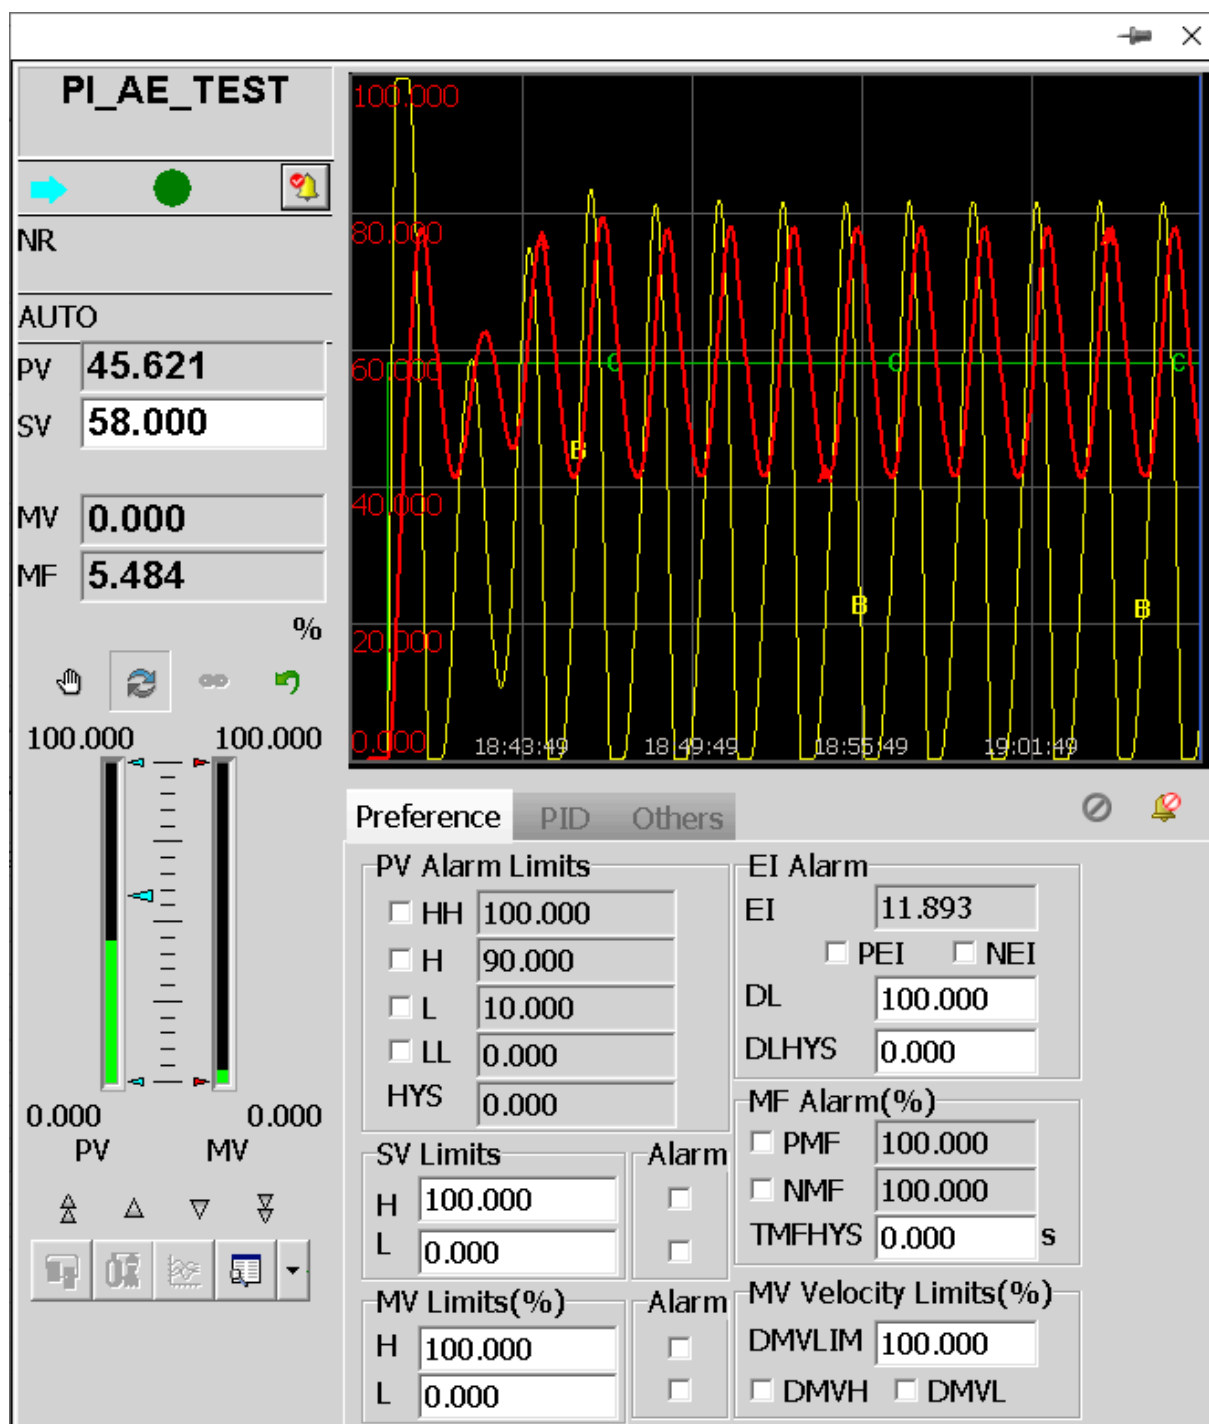 PI_AE_TEST
NR
AUTO
PV 45.621
SV 58.000
MV 0.000
MF 5.484
%
100.000 100.000
0.000 0.000
PV MV
100.000
80.000
60.000
40.000
20.000
0.000
A A A
B B B
C C C
18:43:49 18:49:49 18:55:49 19:01:49
Preference PID Others
PV Alarm Limits
HH 100.000
H 90.000
L 10.000
LL 0.000
HYS 0.000
SV Limits Alarm
H 100.000
L 0.000
MV Limits(%) Alarm
H 100.000
L 0.000
EI Alarm
EI 11.893
PEI NEI
DL 100.000
DLHYS 0.000
MF Alarm(%)
PMF 100.000
NMF 100.000
TMFHYS 0.000 s
MV Velocity Limits(%)
DMVLIM 100.000
DMVH DMVL